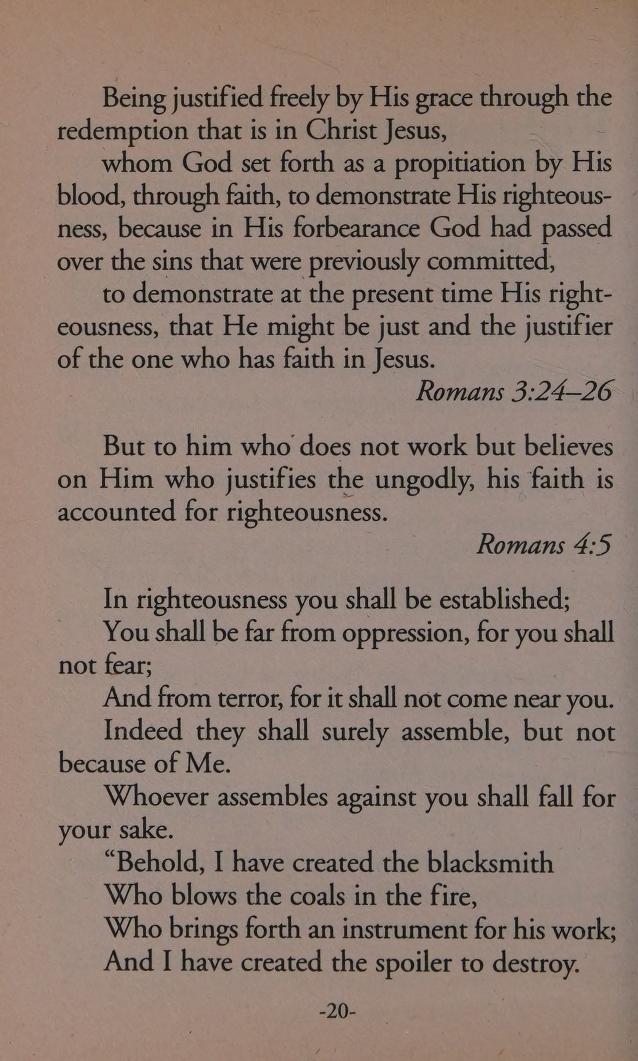 Being justified freely by His grace through the
redemption that is in Christ Jesus,
whom God set forth as a propitiation by His
blood, through faith, to demonstrate His righteous-
ness, because in His forbearance God had passed
over the sins that were previously committed,
to demonstrate at the present time His right-
eousness, that He might be just and the justifier
of the one who has faith in Jesus.
Romans 3:24–26
But to him who does not work but believes
on Him who justifies the ungodly, his faith is
accounted for righteousness.
Romans 4:5
In righteousness you shall be established;
You shall be far from oppression, for you shall
not fear;
And from terror, for it shall not come near you.
Indeed they shall surely assemble, but not
because of Me.
Whoever assembles against you shall fall for
your sake.
“Behold, I have created the blacksmith
Who blows the coals in the fire,
Who brings forth an instrument for his work;
And I have created the spoiler to destroy.
-20-